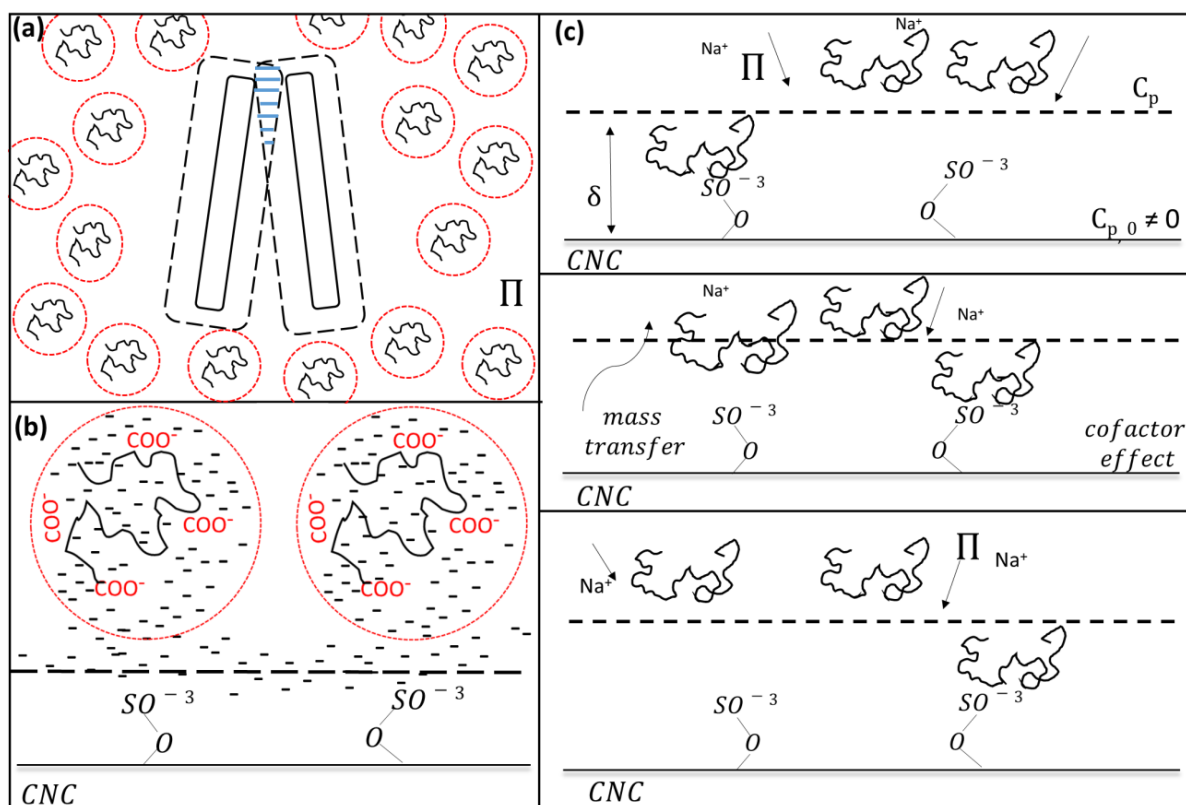 (a)
Π
(b)
COO⁻
COO⁻
COO⁻
COO⁻
COO⁻
COO⁻
COO⁻
COO⁻
SO⁻³
SO⁻³
O
O
CNC
(c)
Na⁺
Na⁺
Π
Cₚ
SO⁻³
SO⁻³
δ
O
O
Cₚ, ₀ ≠ 0
CNC
Na⁺
Na⁺
SO⁻³
SO⁻³
mass
transfer
O
O
cofactor
effect
CNC
Π
Na⁺
Na⁺
SO⁻³
SO⁻³
O
O
CNC